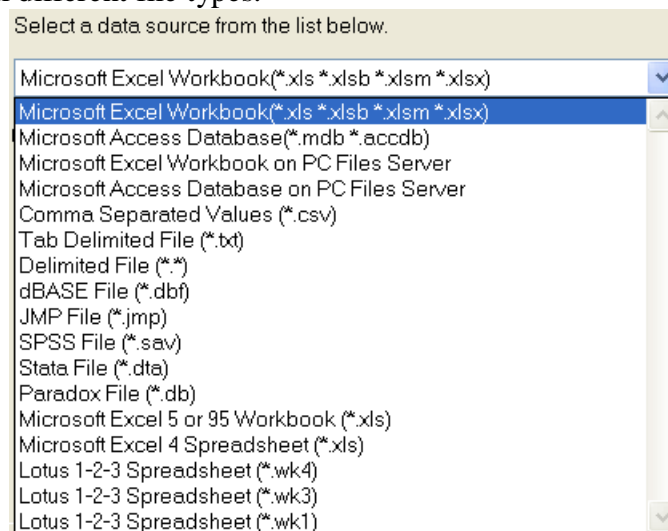 different file types.
Select a data source from the list below.
Microsoft Excel Workbook(*.xls *.xlsb *.xlsm *.xlsx)
Microsoft Excel Workbook(*.xls *.xlsb *.xlsm *.xlsx)
Microsoft Access Database(*.mdb *.accdb)
Microsoft Excel Workbook on PC Files Server
Microsoft Access Database on PC Files Server
Comma Separated Values (*.csv)
Tab Delimited File (*.txt)
Delimited File (*.*)
dBASE File (*.dbf)
JMP File (*.jmp)
SPSS File (*.sav)
Stata File (*.dta)
Paradox File (*.db)
Microsoft Excel 5 or 95 Workbook (*.xls)
Microsoft Excel 4 Spreadsheet (*.xls)
Lotus 1-2-3 Spreadsheet (*.wk4)
Lotus 1-2-3 Spreadsheet (*.wk3)
Lotus 1-2-3 Spreadsheet (*.wk1)